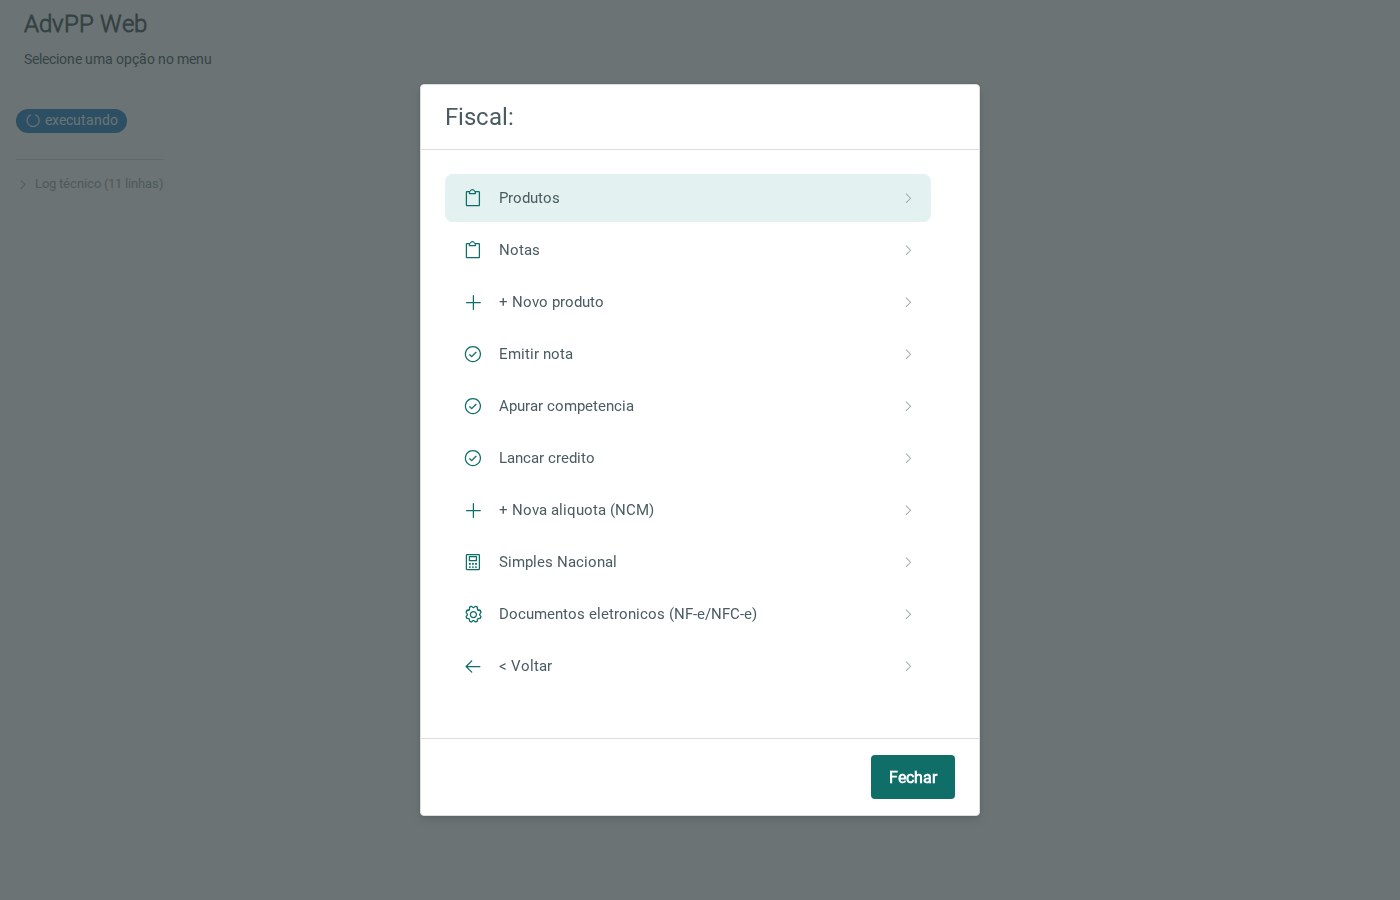 AdvPP Web
Selecione uma opção no menu
executando
Log técnico (11 linhas)
Fiscal:
Produtos
Notas
+ Novo produto
Emitir nota
Apurar competencia
Lancar credito
+ Nova aliquota (NCM)
Simples Nacional
Documentos eletronicos (NF-e/NFC-e)
< Voltar
Fechar